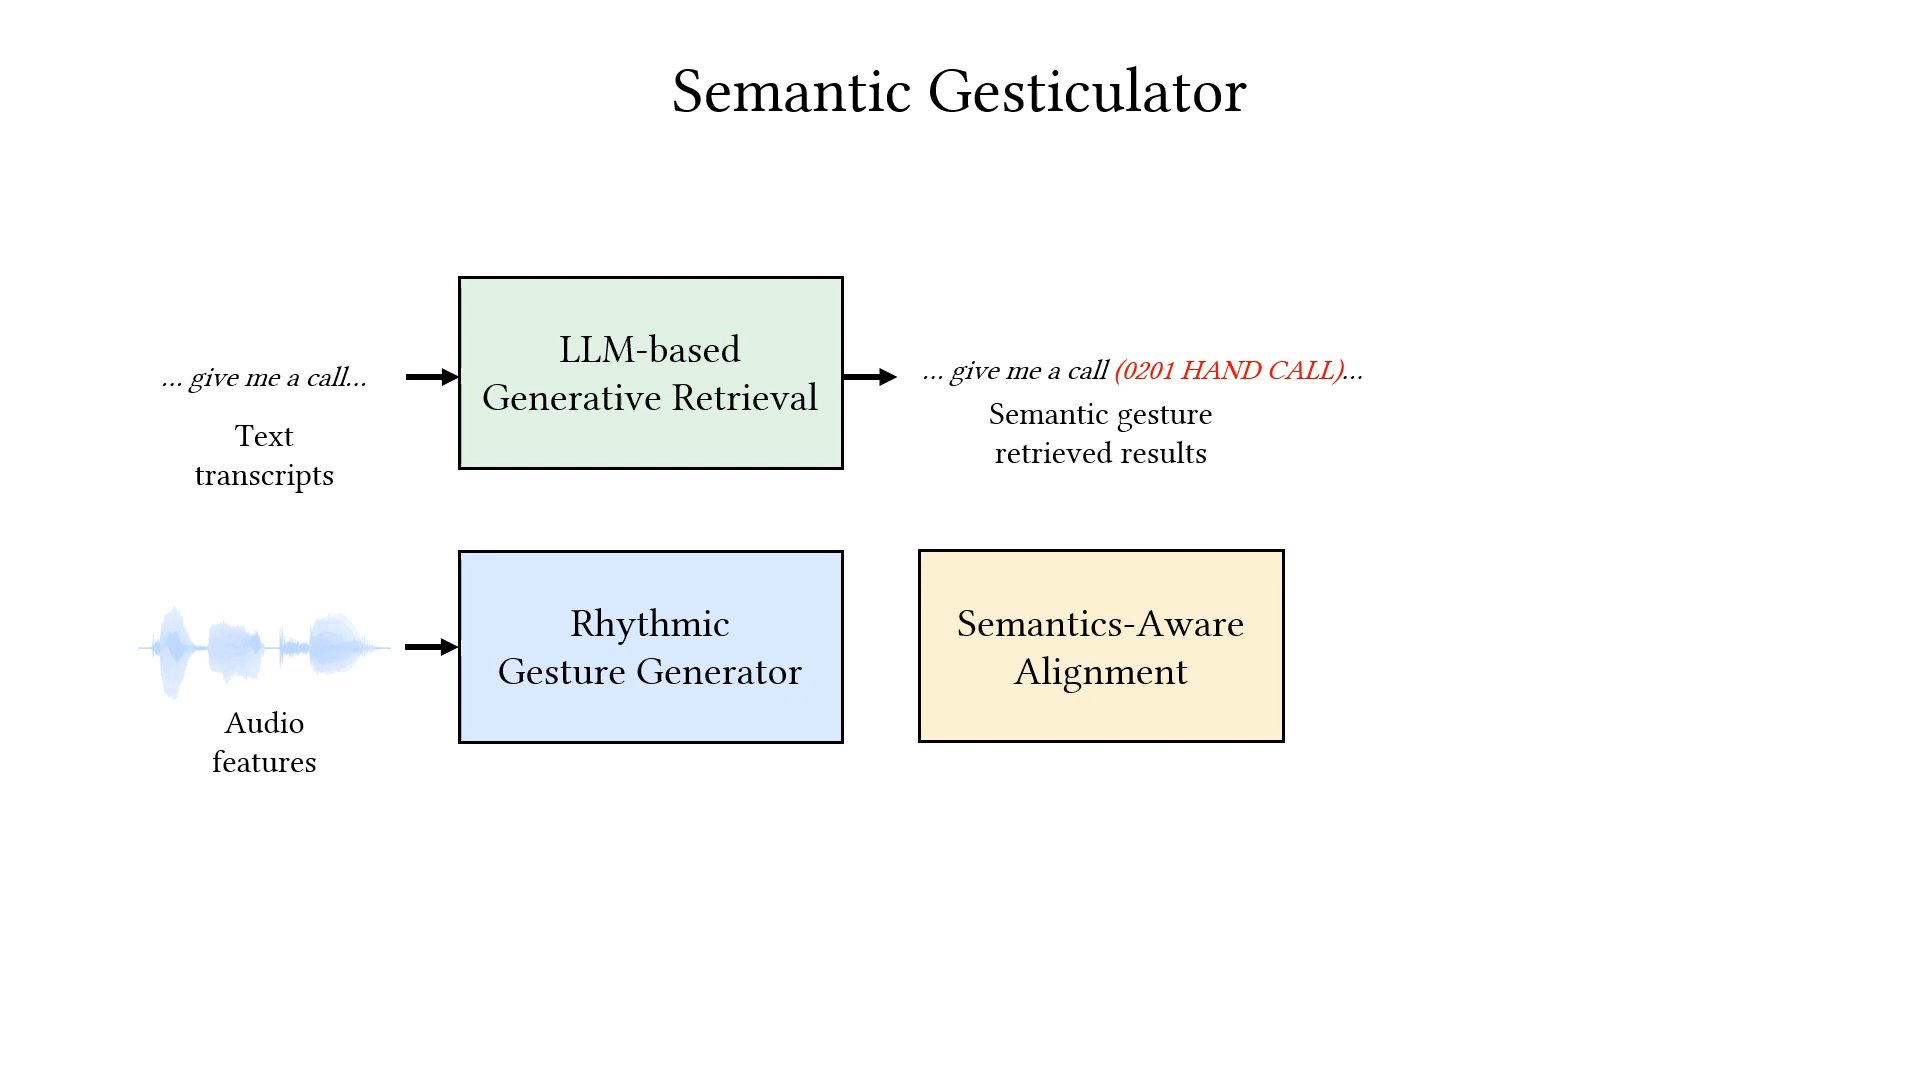 Semantic Gesticulator
... give me a call...
Text
transcripts
LLM-based
Generative Retrieval
... give me a call (0201 HAND CALL)...
Semantic gesture
retrieved results
Audio
features
Rhythmic
Gesture Generator
Semantics-Aware
Alignment